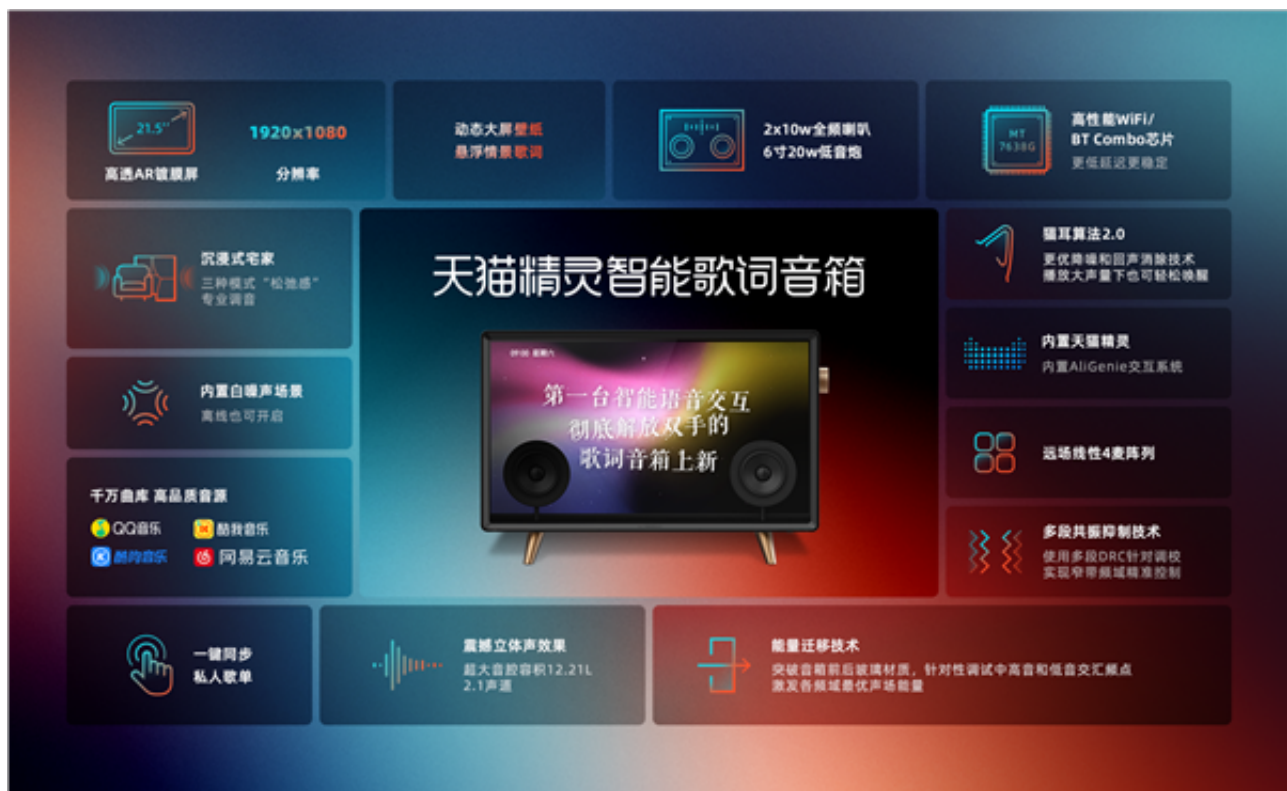 21.5''
1920x1080
高透AR镀膜屏
分辨率
动态大屏壁纸
悬浮情景歌词
2x10w全频喇叭
6寸20w低音炮
MT
7638G
高性能WiFi/
BT Combo芯片
更低延迟更稳定
沉浸式宅家
三种模式“松弛感”
专业调音
内置白噪声场景
离线也可开启
千万曲库 高品质音源
QQ音乐
酷我音乐
酷狗音乐
网易云音乐
天猫精灵智能歌词音箱
09:00 星期六
第一台智能语音交互
彻底解放双手的
歌词音箱上新
猫耳算法2.0
更优降噪和回声消除技术
播放大声量下也可轻松唤醒
内置天猫精灵
内置AliGenie交互系统
远场线性4麦阵列
多段共振抑制技术
使用多段DRC针对调校
实现窄带频域精准控制
一键同步
私人歌单
震撼立体声效果
超大音腔容积12.21L
2.1声道
能量迁移技术
突破音箱前后玻璃材质，针对性调试中高音和低音交汇频点
激发各频域最优声场能量